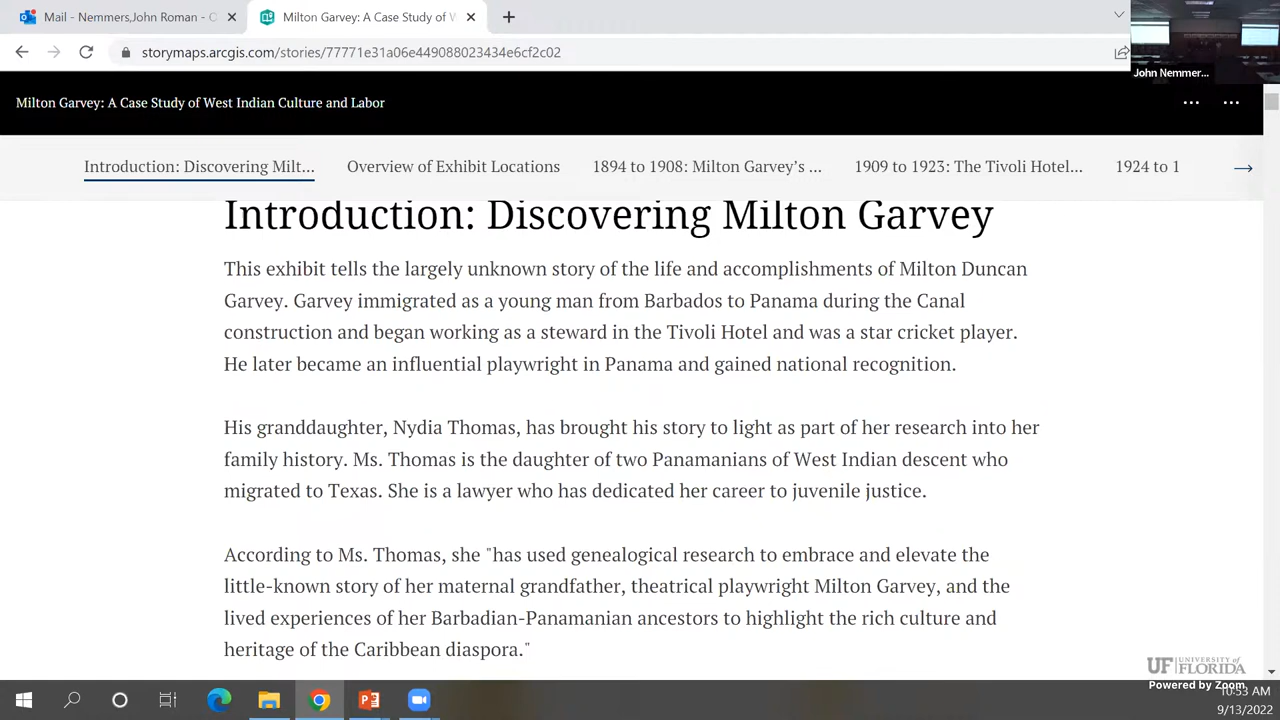 Mail - Nemmers,John Roman - O
Milton Garvey: A Case Study of W
storymaps.arcgis.com/stories/77771e31a06e449088023434e6cf2c02
John Nemmer...
Milton Garvey: A Case Study of West Indian Culture and Labor
Introduction: Discovering Milt...
Overview of Exhibit Locations
1894 to 1908: Milton Garvey's ...
1909 to 1923: The Tivoli Hotel...
1924 to 1
Introduction: Discovering Milton Garvey
This exhibit tells the largely unknown story of the life and accomplishments of Milton Duncan
Garvey. Garvey immigrated as a young man from Barbados to Panama during the Canal
construction and began working as a steward in the Tivoli Hotel and was a star cricket player.
He later became an influential playwright in Panama and gained national recognition.
His granddaughter, Nydia Thomas, has brought his story to light as part of her research into her
family history. Ms. Thomas is the daughter of two Panamanians of West Indian descent who
migrated to Texas. She is a lawyer who has dedicated her career to juvenile justice.
According to Ms. Thomas, she "has used genealogical research to embrace and elevate the
little-known story of her maternal grandfather, theatrical playwright Milton Garvey, and the
lived experiences of her Barbadian-Panamanian ancestors to highlight the rich culture and
heritage of the Caribbean diaspora."
UF UNIVERSITY of FLORIDA
Powered by Zoom
10:53 AM
9/13/2022